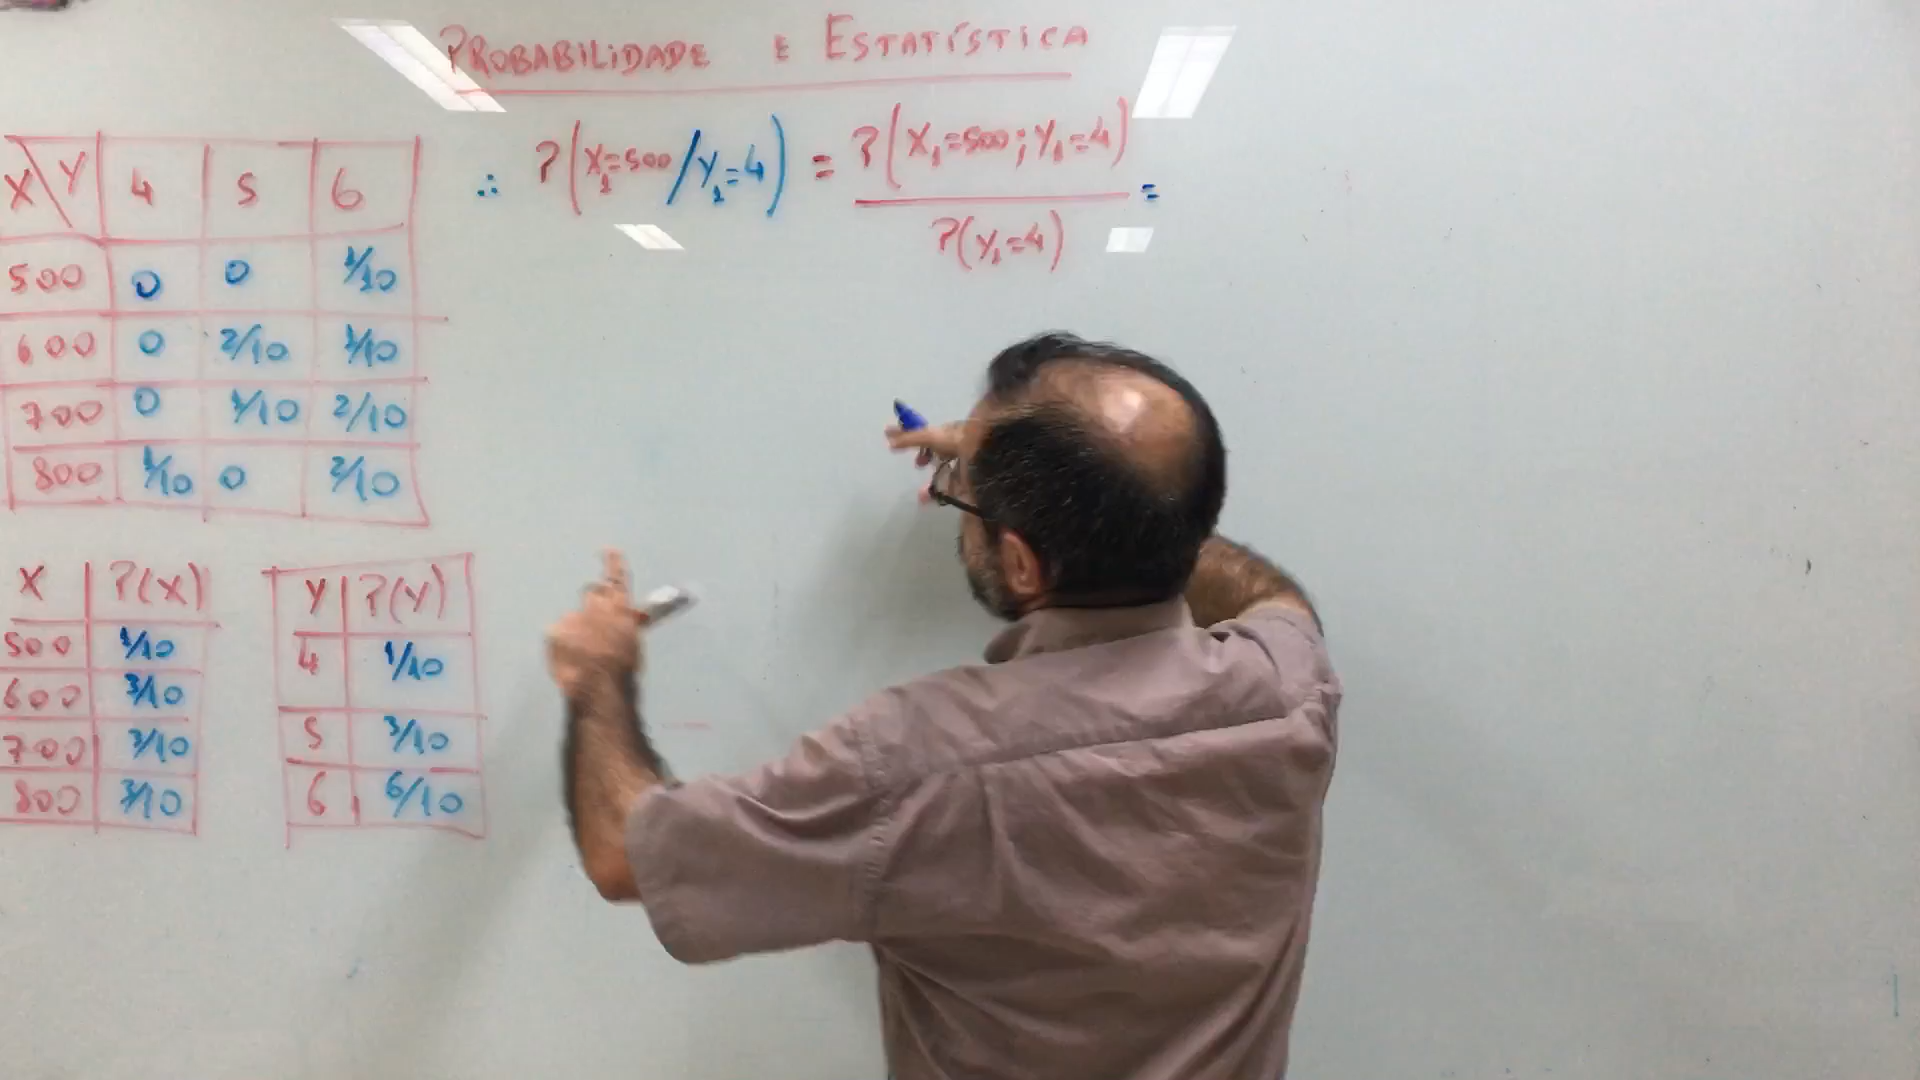 PROBABILIDADE E ESTATÍSTICA
∴ P(X₁=500/Y₁=4) = P(X₁=500;Y₁=4) / P(Y₁=4) =
X\Y 4 5 6
500 0 0 1/10
600 0 2/10 1/10
700 0 1/10 2/10
800 1/10 0 2/10
X P(X)
500 1/10
600 3/10
700 3/10
800 3/10
Y P(Y)
4 1/10
5 3/10
6 6/10